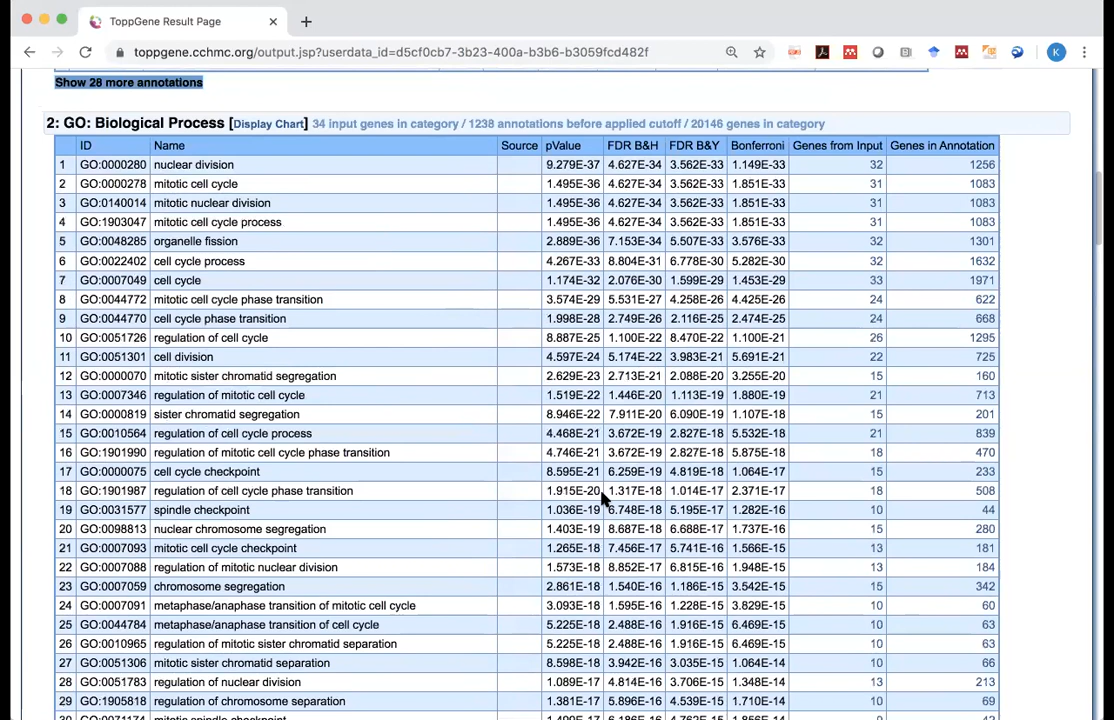 ToppGene Result Page
toppgene.cchmc.org/output.jsp?userdata_id=d5cf0cb7-3b23-400a-b3b6-b3059fcd482f K
Show 28 more annotations
2: GO: Biological Process [Display Chart] 34 input genes in category / 1238 annotations before applied cutoff / 20146 genes in category
ID Name Source pValue FDR B&H FDR B&Y Bonferroni Genes from Input Genes in Annotation
1 GO:0000280 nuclear division 9.279E-37 4.627E-34 3.562E-33 1.149E-33 32 1256
2 GO:0000278 mitotic cell cycle 1.495E-36 4.627E-34 3.562E-33 1.851E-33 31 1083
3 GO:0140014 mitotic nuclear division 1.495E-36 4.627E-34 3.562E-33 1.851E-33 31 1083
4 GO:1903047 mitotic cell cycle process 1.495E-36 4.627E-34 3.562E-33 1.851E-33 31 1083
5 GO:0048285 organelle fission 2.889E-36 7.153E-34 5.507E-33 3.576E-33 32 1301
6 GO:0022402 cell cycle process 4.267E-33 8.804E-31 6.778E-30 5.282E-30 32 1632
7 GO:0007049 cell cycle 1.174E-32 2.076E-30 1.599E-29 1.453E-29 33 1971
8 GO:0044772 mitotic cell cycle phase transition 3.574E-29 5.531E-27 4.258E-26 4.425E-26 24 622
9 GO:0044770 cell cycle phase transition 1.998E-28 2.749E-26 2.116E-25 2.474E-25 24 668
10 GO:0051726 regulation of cell cycle 8.887E-25 1.100E-22 8.470E-22 1.100E-21 26 1295
11 GO:0051301 cell division 4.597E-24 5.174E-22 3.983E-21 5.691E-21 22 725
12 GO:0000070 mitotic sister chromatid segregation 2.629E-23 2.713E-21 2.088E-20 3.255E-20 15 160
13 GO:0007346 regulation of mitotic cell cycle 1.519E-22 1.446E-20 1.113E-19 1.880E-19 21 713
14 GO:0000819 sister chromatid segregation 8.946E-22 7.911E-20 6.090E-19 1.107E-18 15 201
15 GO:0010564 regulation of cell cycle process 4.468E-21 3.672E-19 2.827E-18 5.532E-18 21 839
16 GO:1901990 regulation of mitotic cell cycle phase transition 4.746E-21 3.672E-19 2.827E-18 5.875E-18 18 470
17 GO:0000075 cell cycle checkpoint 8.595E-21 6.259E-19 4.819E-18 1.064E-17 15 233
18 GO:1901987 regulation of cell cycle phase transition 1.915E-20 1.317E-18 1.014E-17 2.371E-17 18 508
19 GO:0031577 spindle checkpoint 1.036E-19 6.748E-18 5.195E-17 1.282E-16 10 44
20 GO:0098813 nuclear chromosome segregation 1.403E-19 8.687E-18 6.688E-17 1.737E-16 15 280
21 GO:0007093 mitotic cell cycle checkpoint 1.265E-18 7.456E-17 5.741E-16 1.566E-15 13 181
22 GO:0007088 regulation of mitotic nuclear division 1.573E-18 8.852E-17 6.815E-16 1.948E-15 13 184
23 GO:0007059 chromosome segregation 2.861E-18 1.540E-16 1.186E-15 3.542E-15 15 342
24 GO:0007091 metaphase/anaphase transition of mitotic cell cycle 3.093E-18 1.595E-16 1.228E-15 3.829E-15 10 60
25 GO:0044784 metaphase/anaphase transition of cell cycle 5.225E-18 2.488E-16 1.916E-15 6.469E-15 10 63
26 GO:0010965 regulation of mitotic sister chromatid separation 5.225E-18 2.488E-16 1.916E-15 6.469E-15 10 63
27 GO:0051306 mitotic sister chromatid separation 8.598E-18 3.942E-16 3.035E-15 1.064E-14 10 66
28 GO:0051783 regulation of nuclear division 1.089E-17 4.814E-16 3.706E-15 1.348E-14 13 213
29 GO:1905818 regulation of chromosome separation 1.381E-17 5.896E-16 4.539E-15 1.710E-14 10 69
mitotic spindle checkpoint